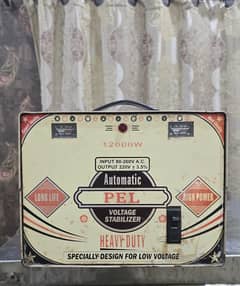 12000W
INPUT 90-260V A.C.
OUTPUT 220V ± 3.5%
Automatic
PEL
VOLTAGE
STABILIZER
LONG LIFE
HIGH POWER
HEAVY DUTY
SPECIALLY DESIGN FOR LOW VOLTAGE